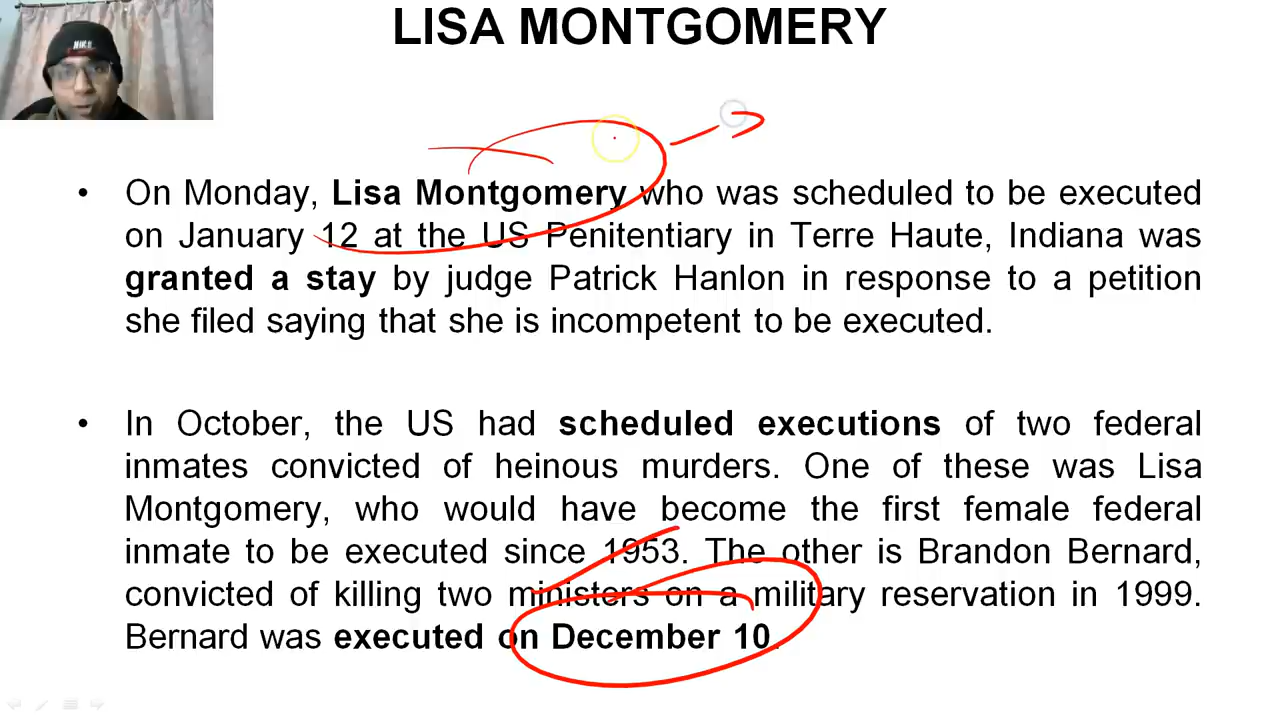 LISA MONTGOMERY
NIKE
• On Monday, Lisa Montgomery who was scheduled to be executed
on January 12 at the US Penitentiary in Terre Haute, Indiana was
granted a stay by judge Patrick Hanlon in response to a petition
she filed saying that she is incompetent to be executed.
• In October, the US had scheduled executions of two federal
inmates convicted of heinous murders. One of these was Lisa
Montgomery, who would have become the first female federal
inmate to be executed since 1953. The other is Brandon Bernard,
convicted of killing two ministers on a military reservation in 1999.
Bernard was executed on December 10.